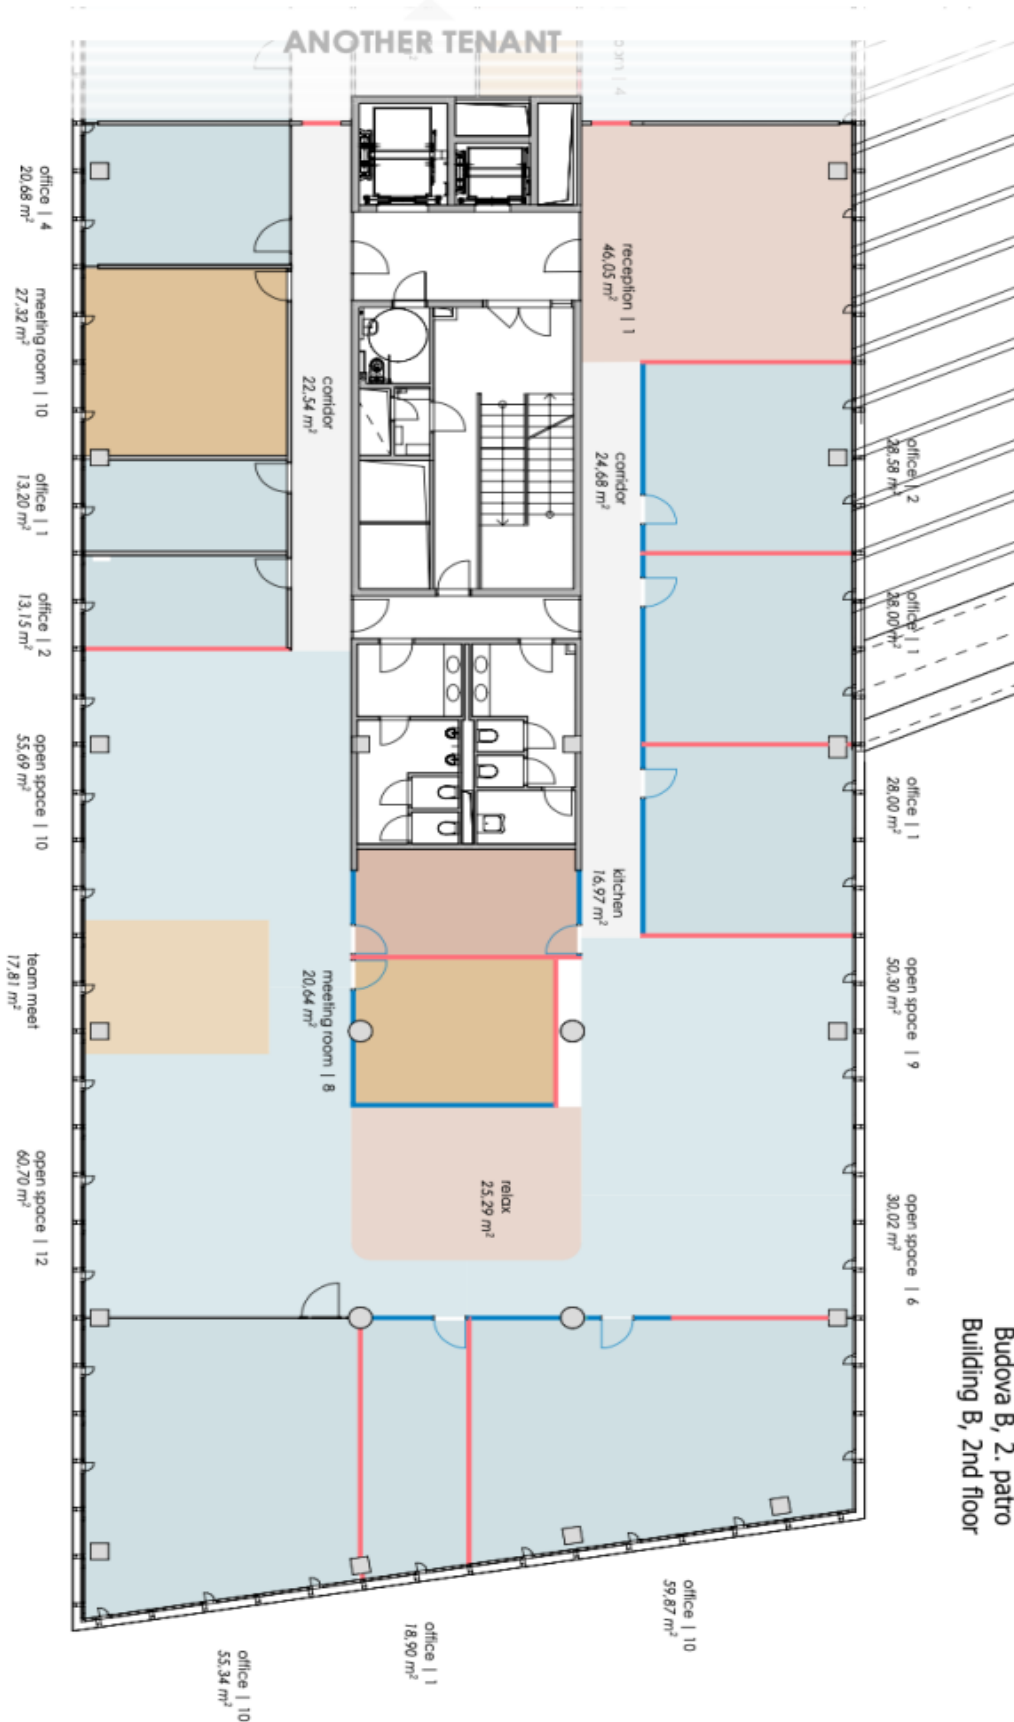 ANOTHER TENANT
office | 4
20,68 m²
meeting room | 10
27,32 m²
office | 1
13,20 m²
office | 2
13,15 m²
open space | 10
55,69 m²
team meet
17,81 m²
open space | 12
60,70 m²
corridor
22,54 m²
meeting room | 8
20,64 m²
relax
25,29 m²
kitchen
16,97 m²
corridor
24,68 m²
reception | 1
46,05 m²
office | 2
28,58 m²
office | 1
28,00 m²
office | 1
28,00 m²
open space | 9
50,30 m²
open space | 6
30,02 m²
office | 10
59,87 m²
office | 1
18,90 m²
office | 10
55,34 m²
Budova B, 2. patro
Building B, 2nd floor